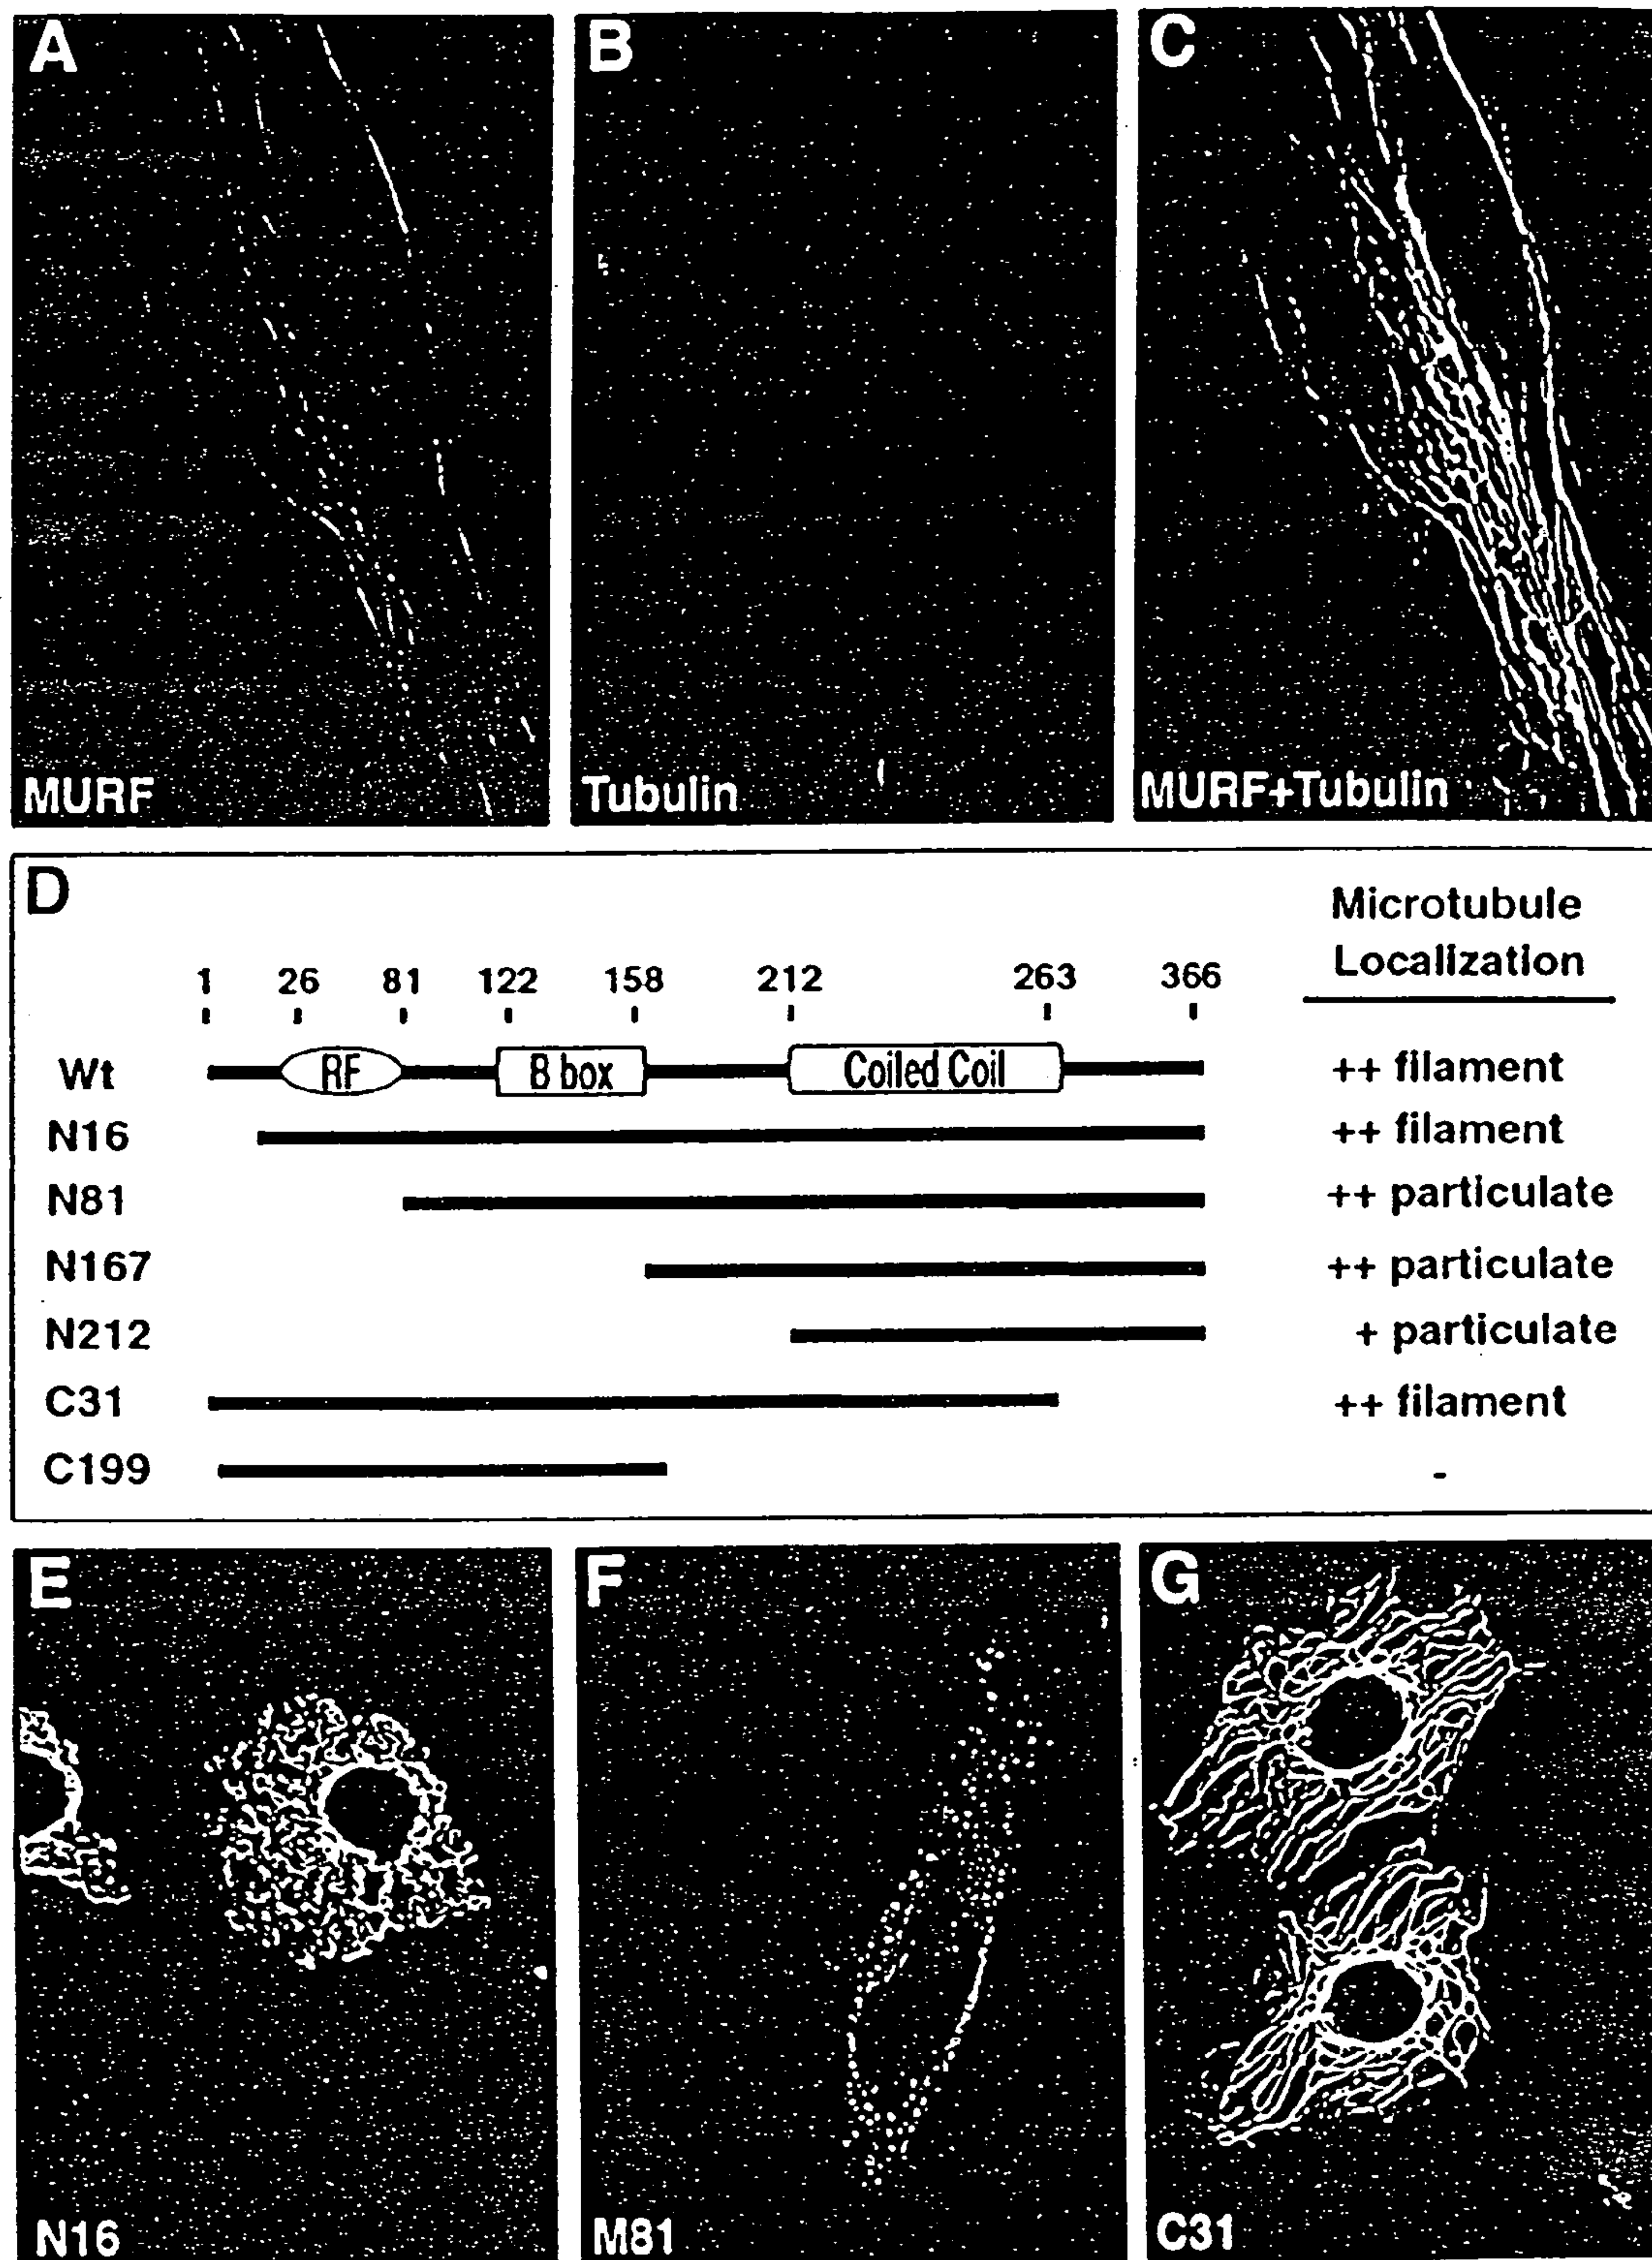 A
B
C
MURF
Tubulin
MURF+Tubulin
D
Microtubule
Localization
1 26 81 122 158 212 263 366
Wt RF B box Coiled Coil ++ filament
N16 ++ filament
N81 ++ particulate
N167 ++ particulate
N212 + particulate
C31 ++ filament
C199 -
E
F
G
N16
M81
C31